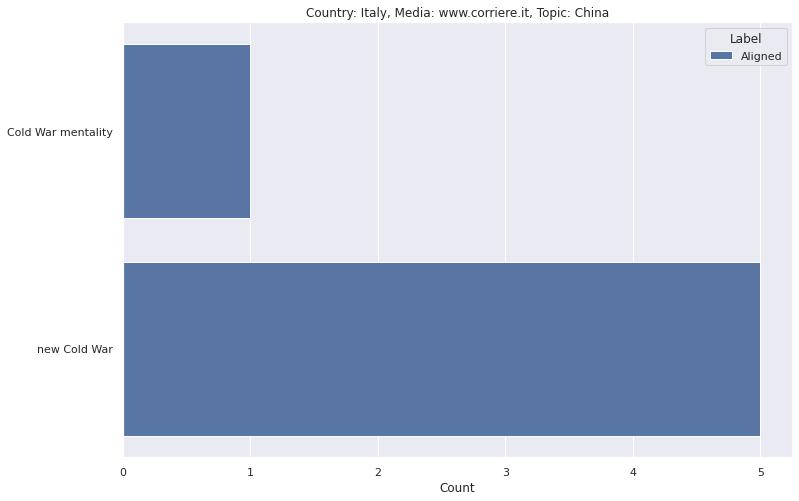 Country: Italy, Media: www.corriere.it, Topic: China
Label
Aligned
Cold War mentality
new Cold War
0 1 2 3 4 5
Count